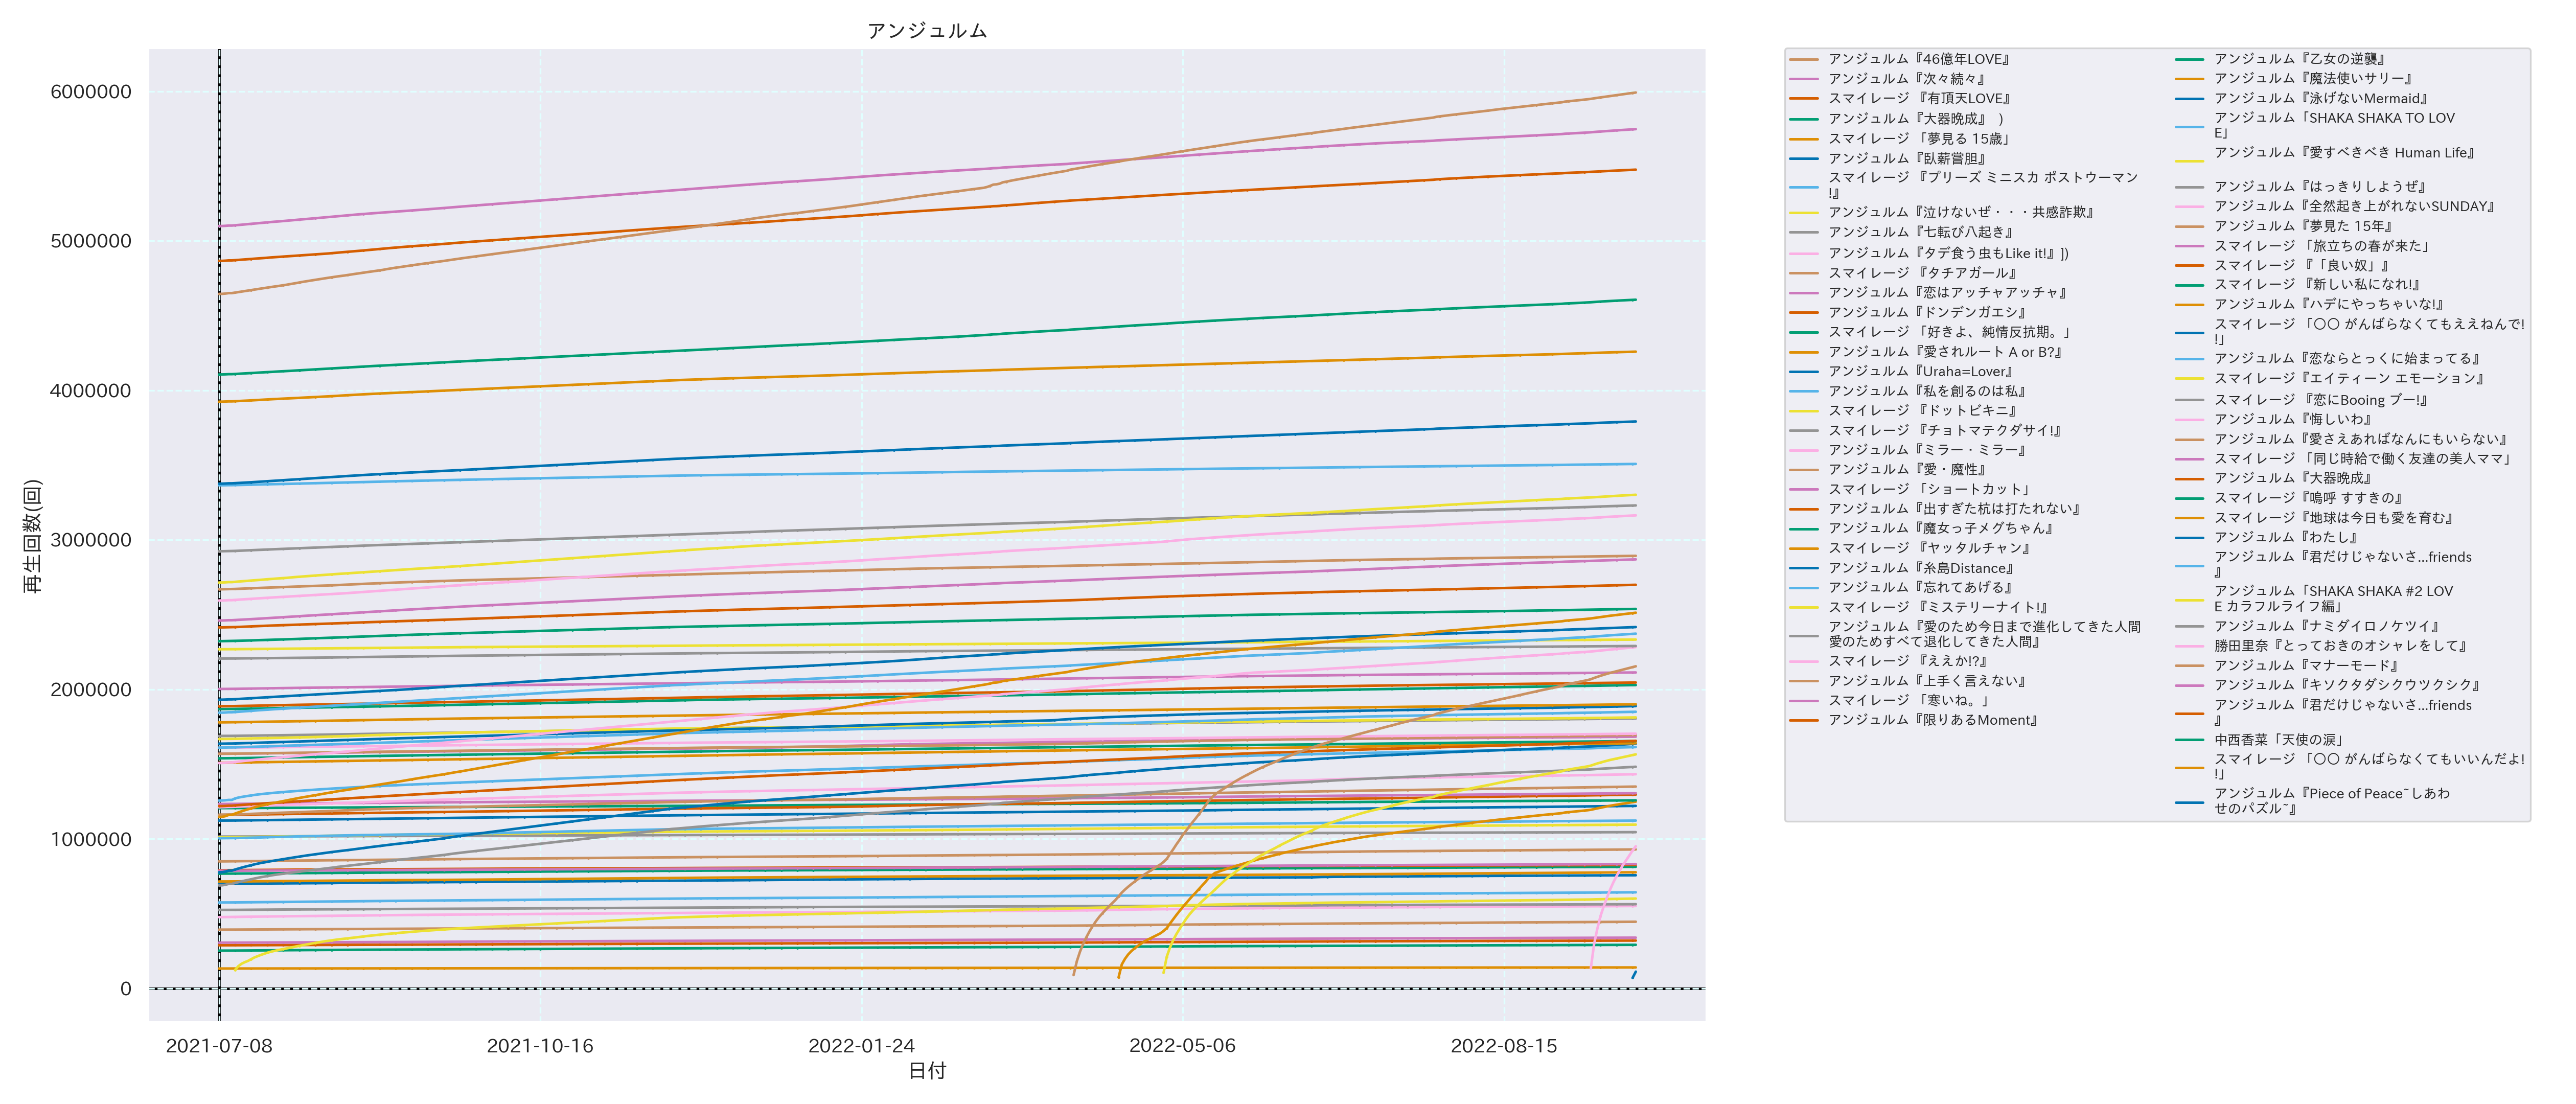 アンジュルム
再生回数(回)
6000000
5000000
4000000
3000000
2000000
1000000
0
2021-07-08
2021-10-16
2022-01-24
2022-05-06
2022-08-15
日付
アンジュルム『46億年LOVE』
アンジュルム『次々続々』
スマイレージ 『有頂天LOVE』
アンジュルム『大器晩成』 )
スマイレージ 「夢見る 15歳」
アンジュルム『臥薪嘗胆』
スマイレージ 『プリーズ ミニスカ ポストウーマン
!』
アンジュルム『泣けないぜ・・・共感詐欺』
アンジュルム『七転び八起き』
アンジュルム『タデ食う虫もLike it!』])
スマイレージ 『タチアガール』
アンジュルム『恋はアッチャアッチャ』
アンジュルム『ドンデンガエシ』
スマイレージ 「好きよ、純情反抗期。」
アンジュルム『愛されルート A or B?』
アンジュルム『Uraha=Lover』
アンジュルム『私を創るのは私』
スマイレージ 『ドットビキニ』
スマイレージ 『チョトマテクダサイ!』
アンジュルム『ミラー・ミラー』
アンジュルム『愛・魔性』
スマイレージ 「ショートカット」
アンジュルム『出すぎた杭は打たれない』
アンジュルム『魔女っ子メグちゃん』
スマイレージ 『ヤッタルチャン』
アンジュルム『糸島Distance』
アンジュルム『忘れてあげる』
スマイレージ 『ミステリーナイト!』
アンジュルム『愛のため今日まで進化してきた人間
愛のためすべて退化してきた人間』
スマイレージ 『ええか!?』
アンジュルム『上手く言えない』
スマイレージ 「寒いね。」
アンジュルム『限りあるMoment』
アンジュルム『乙女の逆襲』
アンジュルム『魔法使いサリー』
アンジュルム『泳げないMermaid』
アンジュルム「SHAKA SHAKA TO LOV
E」
アンジュルム『愛すべきべき Human Life』
アンジュルム『はっきりしようぜ』
アンジュルム『全然起き上がれないSUNDAY』
アンジュルム『夢見た 15年』
スマイレージ 「旅立ちの春が来た」
スマイレージ 『「良い奴」』
スマイレージ 『新しい私になれ!』
アンジュルム『ハデにやっちゃいな!』
スマイレージ 「〇〇 がんばらなくてもええねんで!
!」
アンジュルム『恋ならとっくに始まってる』
スマイレージ『エイティーン エモーション』
スマイレージ 『恋にBooing ブー!』
アンジュルム『悔しいわ』
アンジュルム『愛さえあればなんにもいらない』
スマイレージ 「同じ時給で働く友達の美人ママ」
アンジュルム『大器晩成』
スマイレージ『嗚呼 すすきの』
スマイレージ『地球は今日も愛を育む』
アンジュルム『わたし』
アンジュルム『君だけじゃないさ...friends
』
アンジュルム「SHAKA SHAKA #2 LOV
E カラフルライフ編」
アンジュルム『ナミダイロノケツイ』
勝田里奈『とっておきのオシャレをして』
アンジュルム『マナーモード』
アンジュルム『キソクタダシクウツクシク』
アンジュルム『君だけじゃないさ...friends
』
中西香菜「天使の涙」
スマイレージ 「〇〇 がんばらなくてもいいんだよ!
!」
アンジュルム『Piece of Peace~しあわ
せのパズル~』